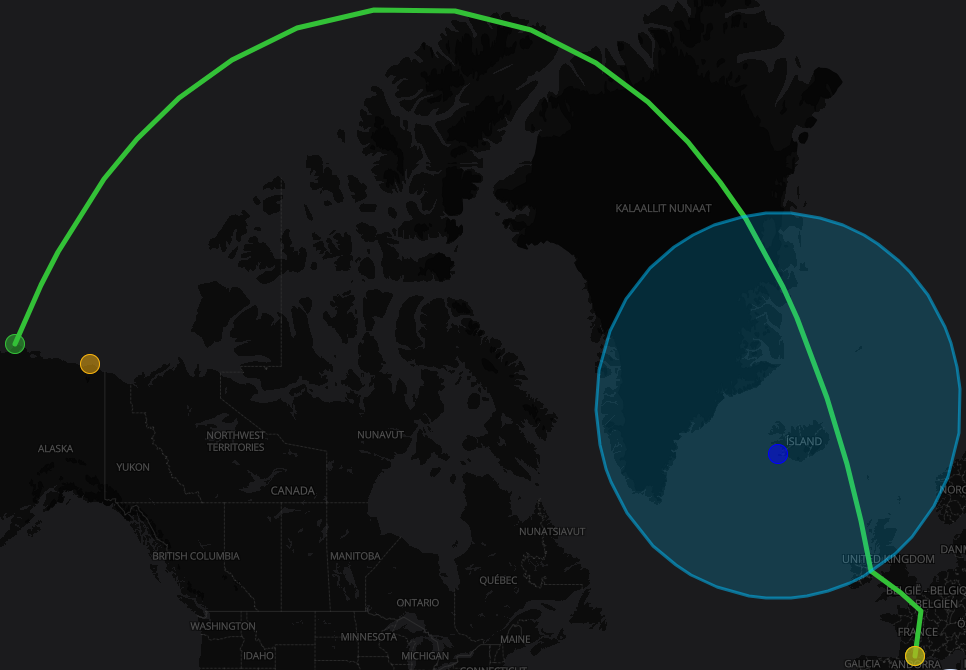 KALAALLIT NUNAAT
ÍSLAND
ALASKA
NORTHWEST
TERRITORIES
NUNAVUT
YUKON
CANADA
NORG
NUNATSIAVUT
BRITISH COLUMBIA
MANITOBA
UNITED KINGDOM
DANM
QUÉBEC
BELGIË - BELGIQ
BELGIEN
ONTARIO
WASHINGTON
MINNESOTA
MAINE
FRANCE
Ö
IDAHO
MICHIGAN
GALICIA
ANDORRA
CONNECTICUT